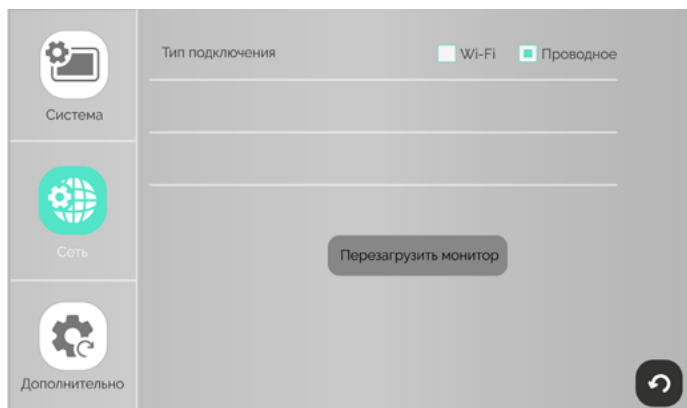 Тип подключения
Wi-Fi
Проводное
Система
Сеть
Перезагрузить монитор
Дополнительно